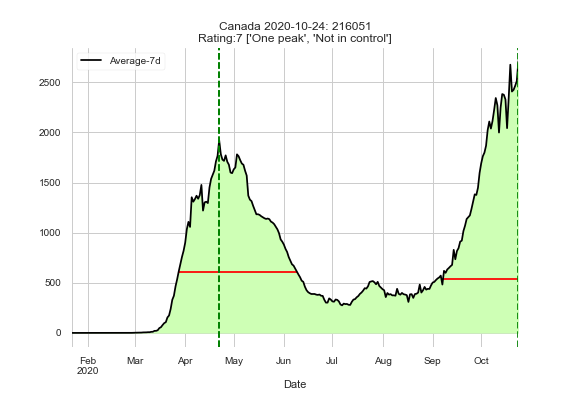 Canada 2020-10-24: 216051
Rating:7 ['One peak', 'Not in control']
Average-7d
2500
2000
1500
1000
500
0
Feb Mar Apr May Jun Jul Aug Sep Oct
2020
Date